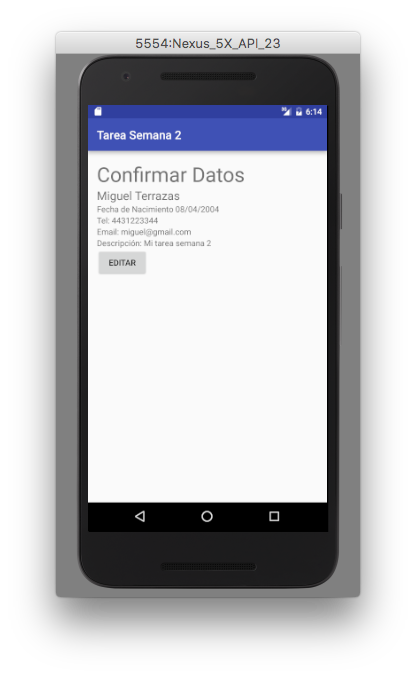 5554:Nexus_5X_API_23
6:14
Tarea Semana 2
Confirmar Datos
Miguel Terrazas
Fecha de Nacimiento 08/04/2004
Tel: 4431223344
Email: miguel@gmail.com
Descripción: Mi tarea semana 2
EDITAR